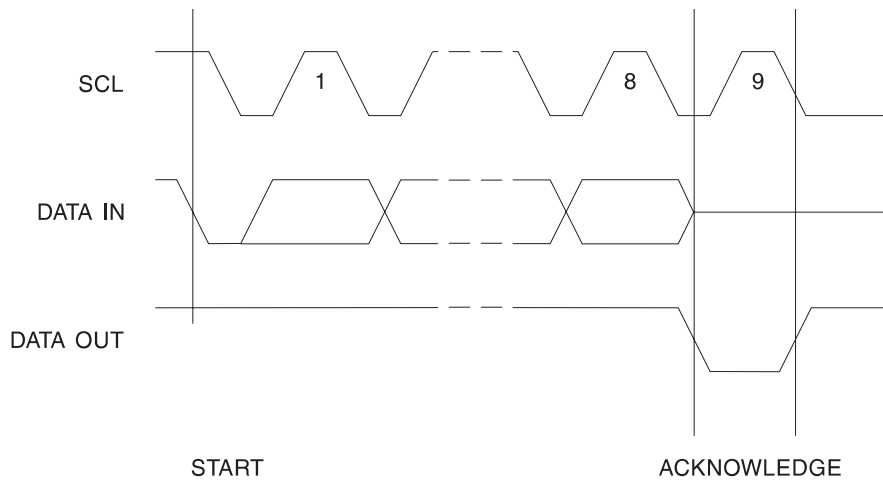 SCL
1
8
9
DATA IN
DATA OUT
START
ACKNOWLEDGE